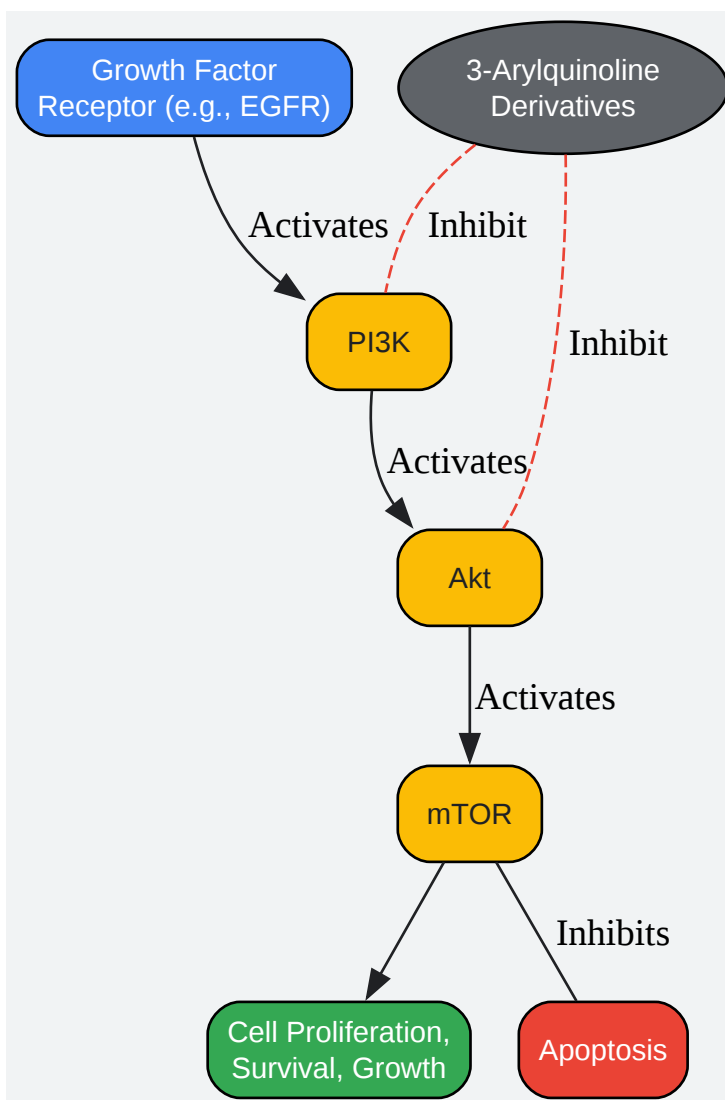 Growth Factor
Receptor (e.g., EGFR)
3-Arylquinoline
Derivatives
Activates
Inhibit
PI3K
Inhibit
Activates
Akt
Activates
mTOR
Inhibits
Cell Proliferation,
Survival, Growth
Apoptosis